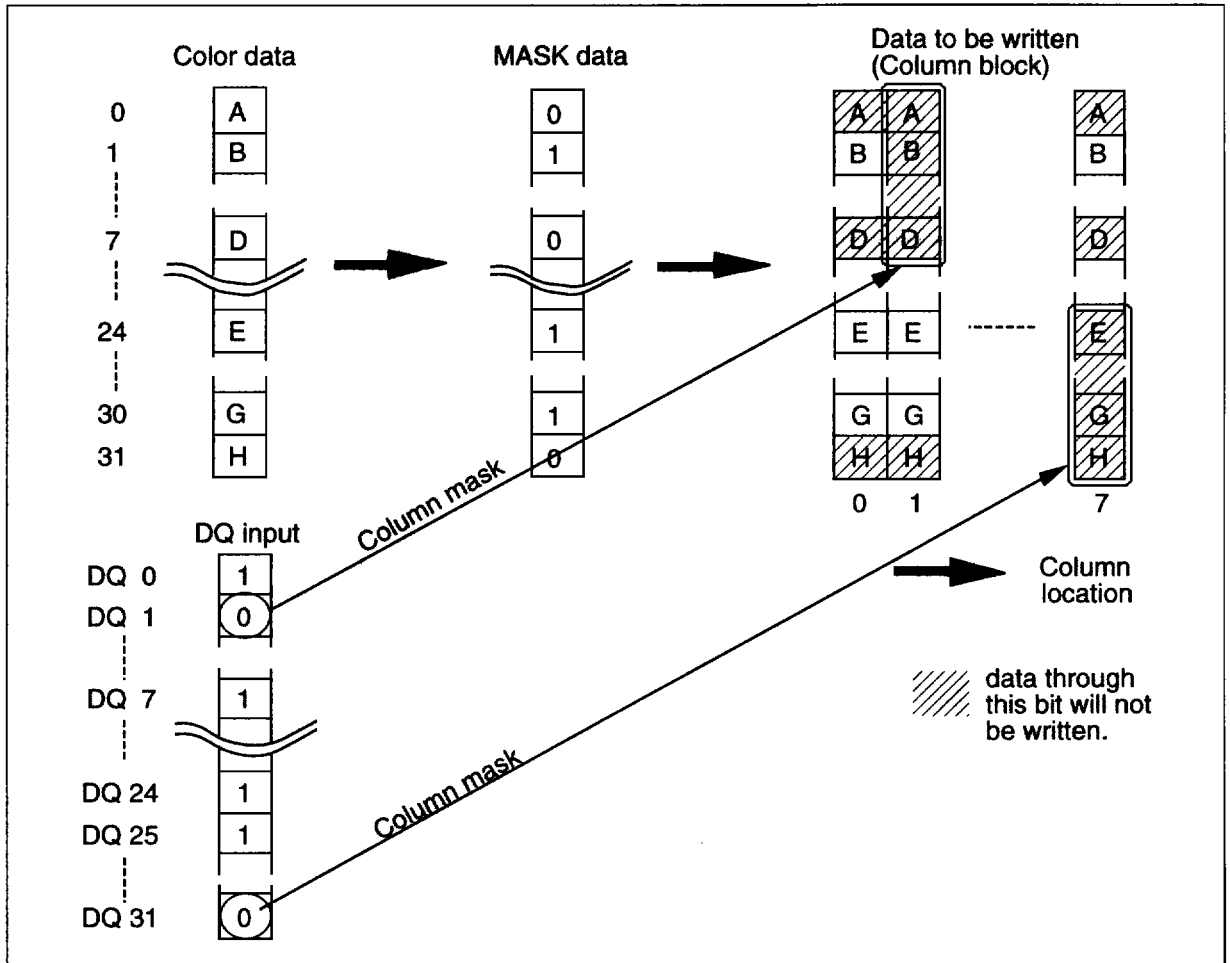 Color data
MASK data
Data to be written
(Column block)
0 A 0 A A A
1 B 1 B B B
7 D 0 D D D
24 E 1 E E E
30 G 1 G G G
31 H 0 H H H
0 1 7
Column mask
DQ input
DQ 0 1
DQ 1 0
Column location
DQ 7 1
data through
this bit will not
be written.
Column mask
DQ 24 1
DQ 25 1
DQ 31 0